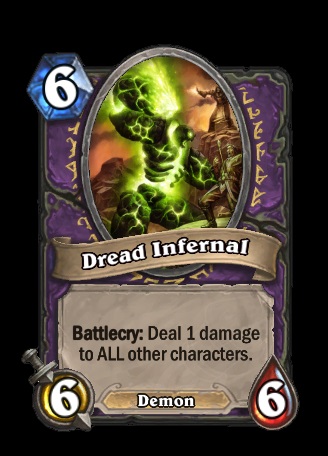 6
Dread Infernal
Battlecry: Deal 1 damage
to ALL other characters.
6
Demon
6